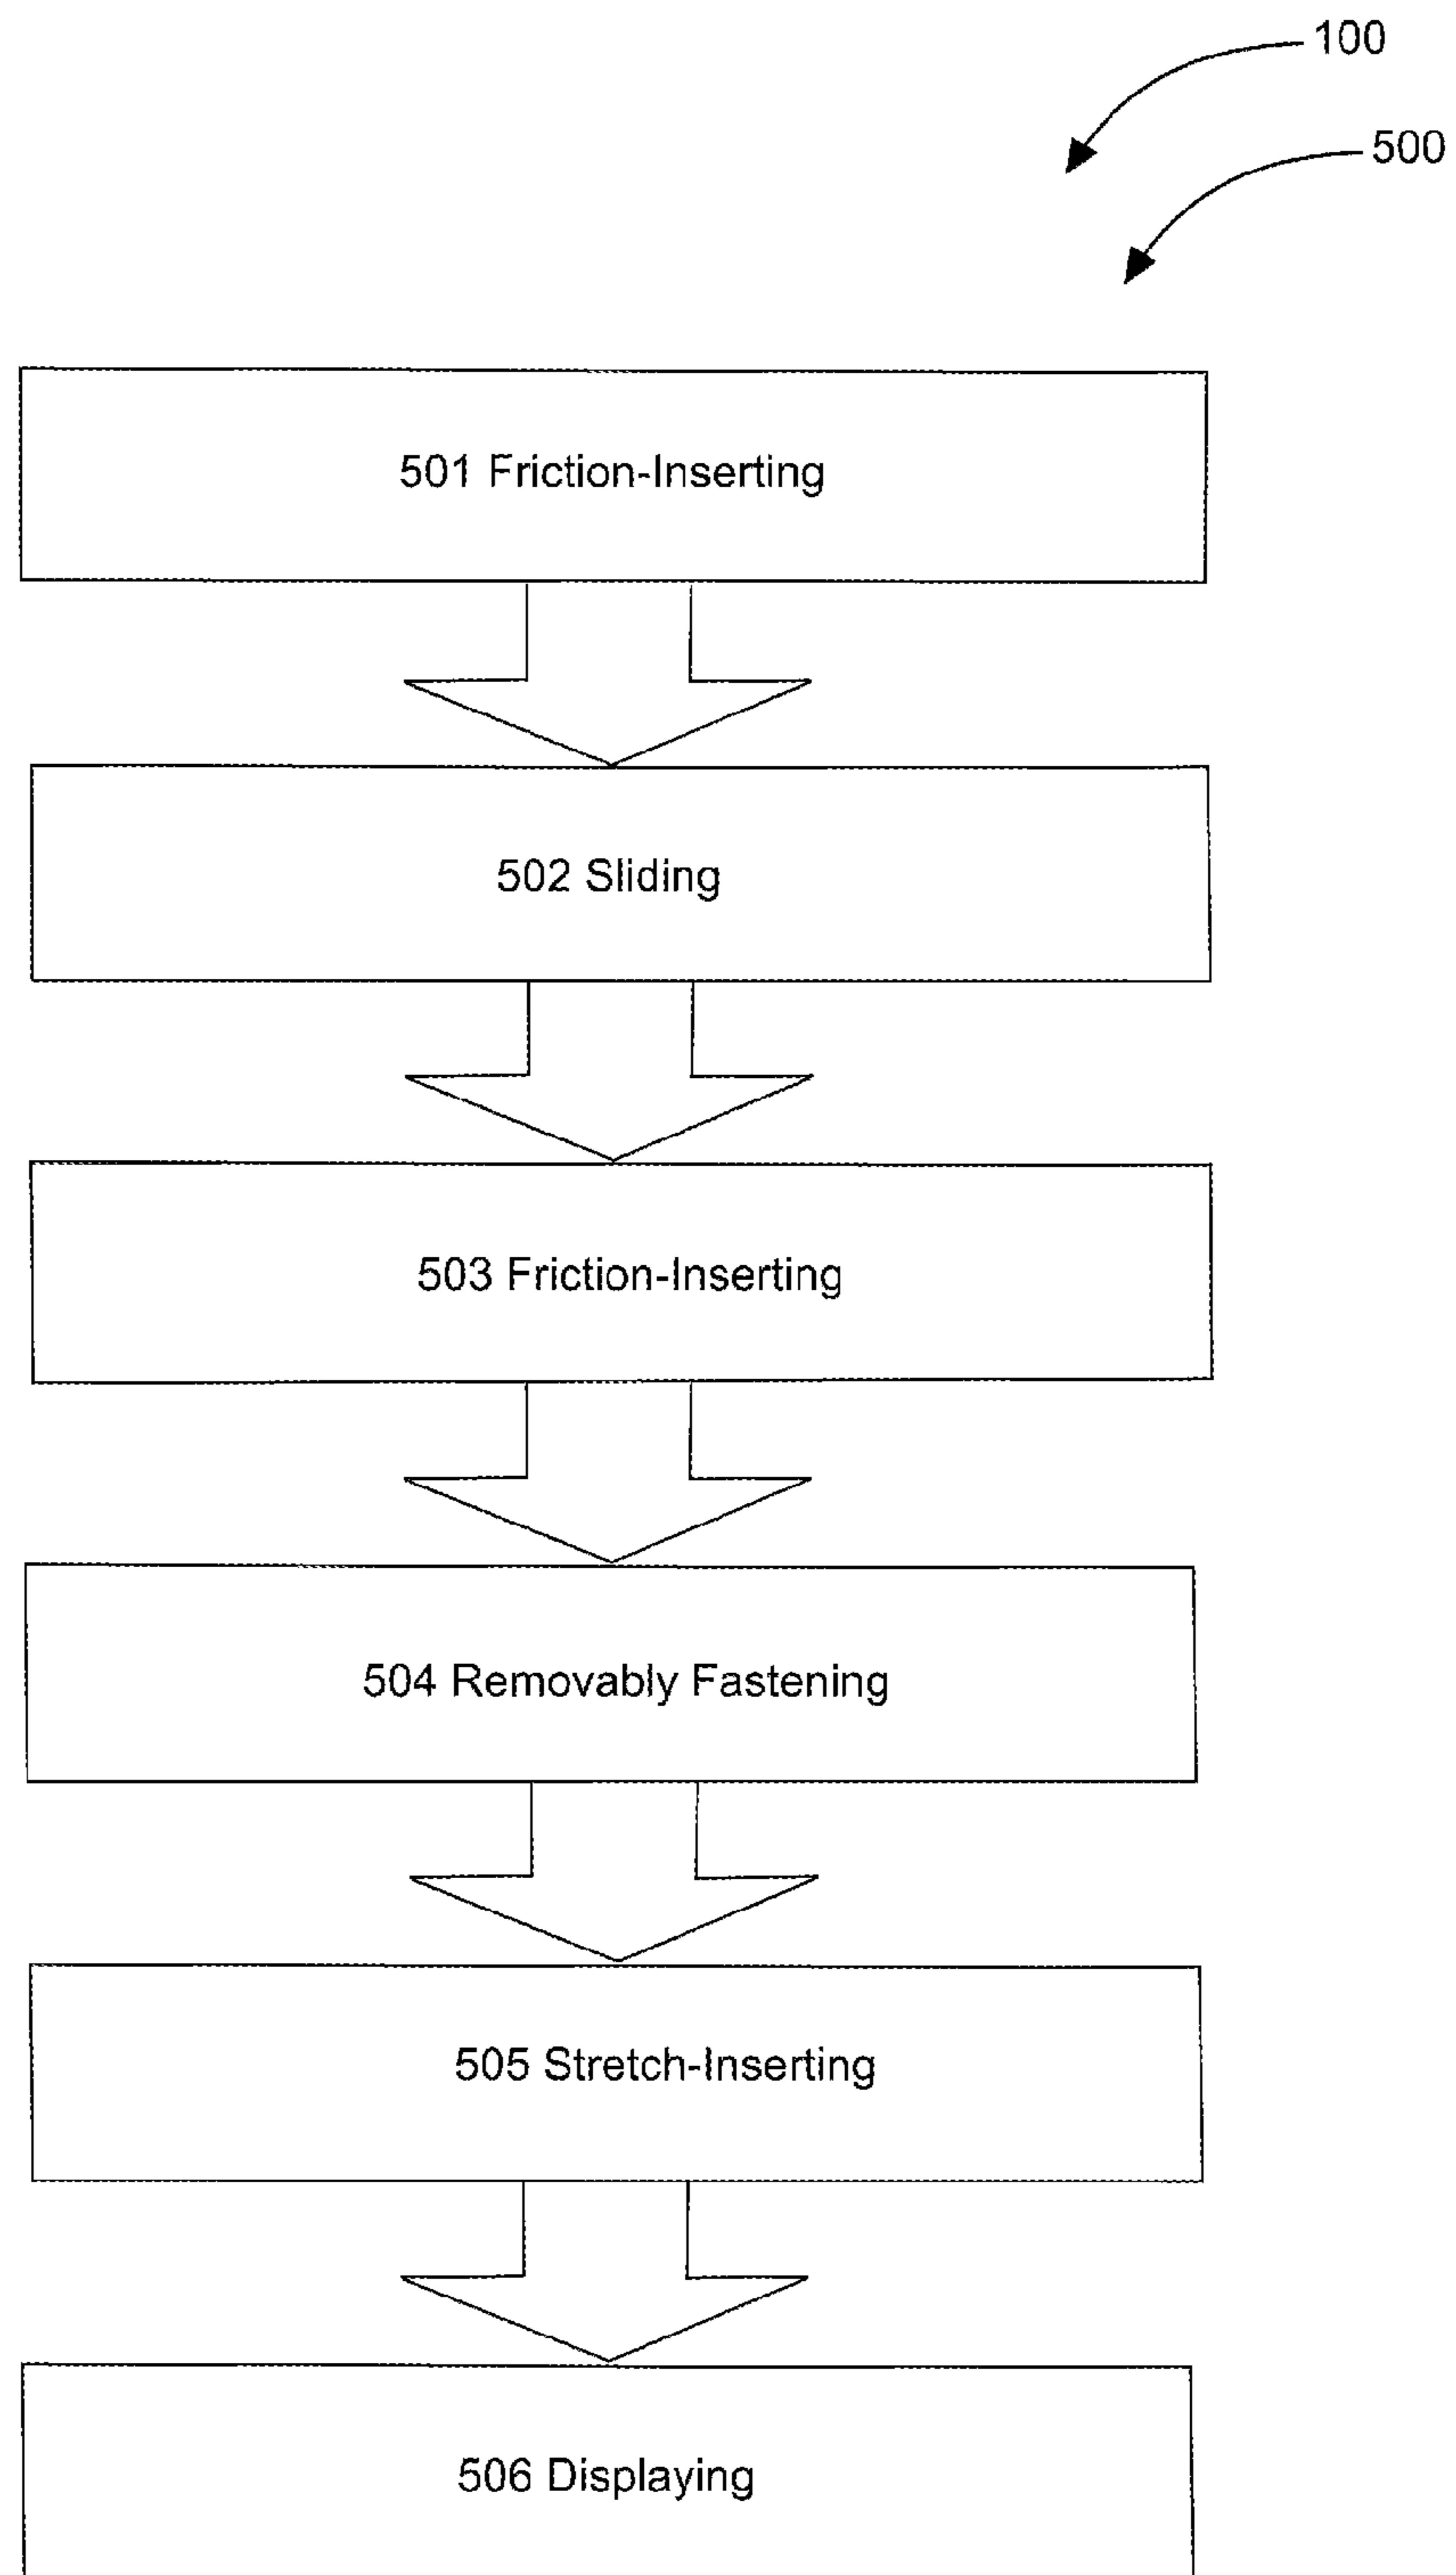 100
500
501 Friction-Inserting
502 Sliding
503 Friction-Inserting
504 Removably Fastening
505 Stretch-Inserting
506 Displaying